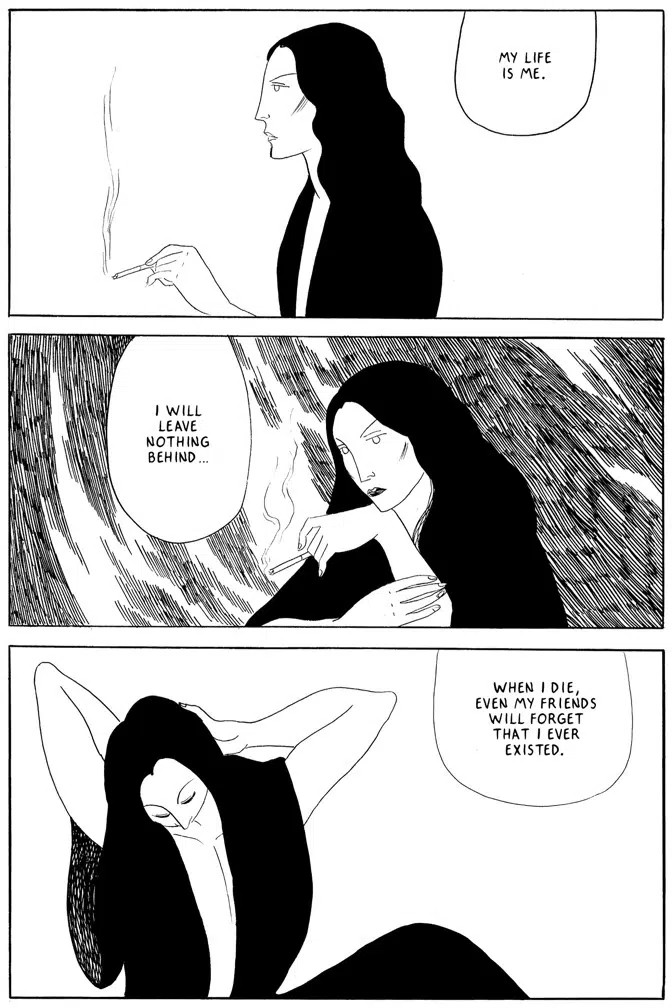 MY LIFE
IS ME.
I WILL
LEAVE
NOTHING
BEHIND...
WHEN I DIE,
EVEN MY FRIENDS
WILL FORGET
THAT I EVER
EXISTED.